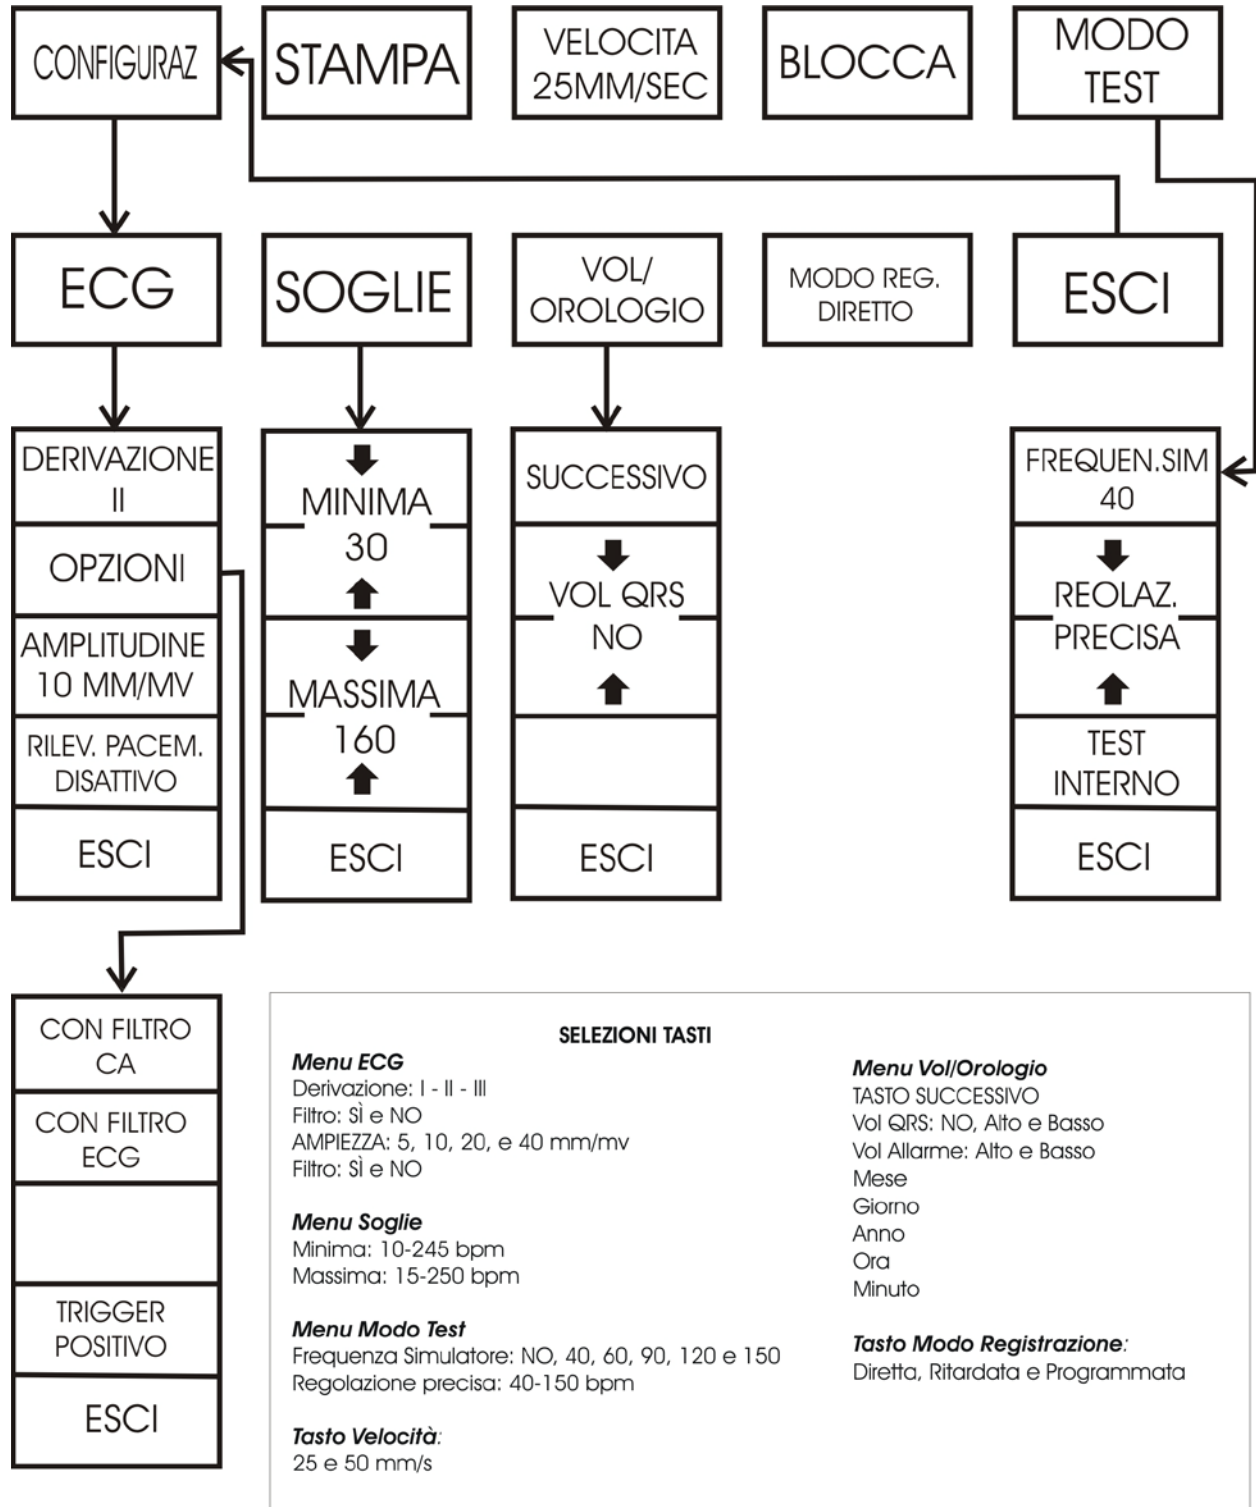 CONFIGURAZ
STAMPA
VELOCITA
25MM/SEC
BLOCCA
MODO
TEST
ECG
SOGLIE
VOL/
OROLOGIO
MODO REG.
DIRETTO
ESCI
DERIVAZIONE
II
OPZIONI
AMPLITUDINE
10 MM/MV
RILEV. PACEM.
DISATTIVO
ESCI
MINIMA
30
MASSIMA
160
ESCI
SUCCESSIVO
VOL QRS
NO
ESCI
FREQUEN.SIM
40
REOLAZ.
PRECISA
TEST
INTERNO
ESCI
CON FILTRO
CA
CON FILTRO
ECG
TRIGGER
POSITIVO
ESCI
SELEZIONI TASTI
Menu ECG
Derivazione: I - II - III
Filtro: SÌ e NO
AMPIEZZA: 5, 10, 20, e 40 mm/mv
Filtro: SÌ e NO
Menu Soglie
Minima: 10-245 bpm
Massima: 15-250 bpm
Menu Modo Test
Frequenza Simulatore: NO, 40, 60, 90, 120 e 150
Regolazione precisa: 40-150 bpm
Tasto Velocità:
25 e 50 mm/s
Menu Vol/Orologio
TASTO SUCCESSIVO
Vol QRS: NO, Alto e Basso
Vol Allarme: Alto e Basso
Mese
Giorno
Anno
Ora
Minuto
Tasto Modo Registrazione:
Diretta, Ritardata e Programmata